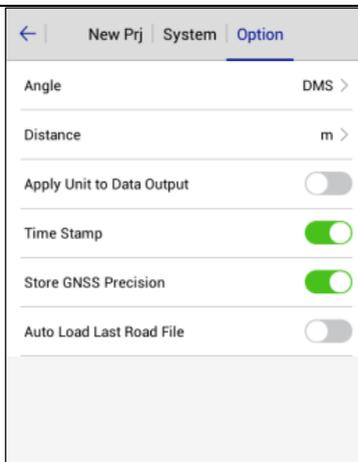 New Prj System Option
Angle DMS
Distance m
Apply Unit to Data Output
Time Stamp
Store GNSS Precision
Auto Load Last Road File